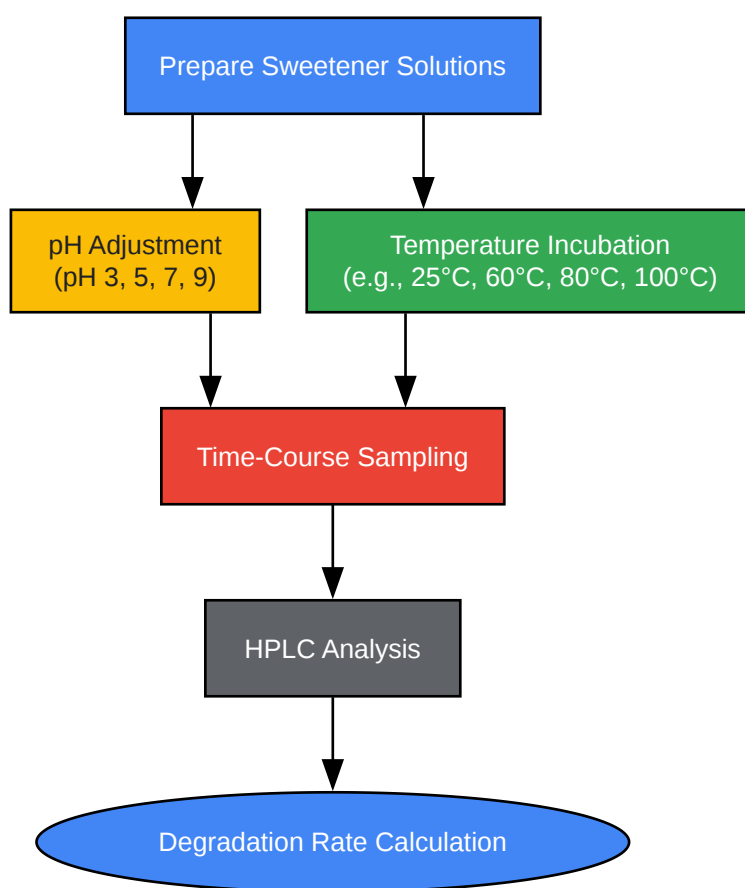 Prepare Sweetener Solutions
pH Adjustment
(pH 3, 5, 7, 9)
Temperature Incubation
(e.g., 25°C, 60°C, 80°C, 100°C)
Time-Course Sampling
HPLC Analysis
Degradation Rate Calculation